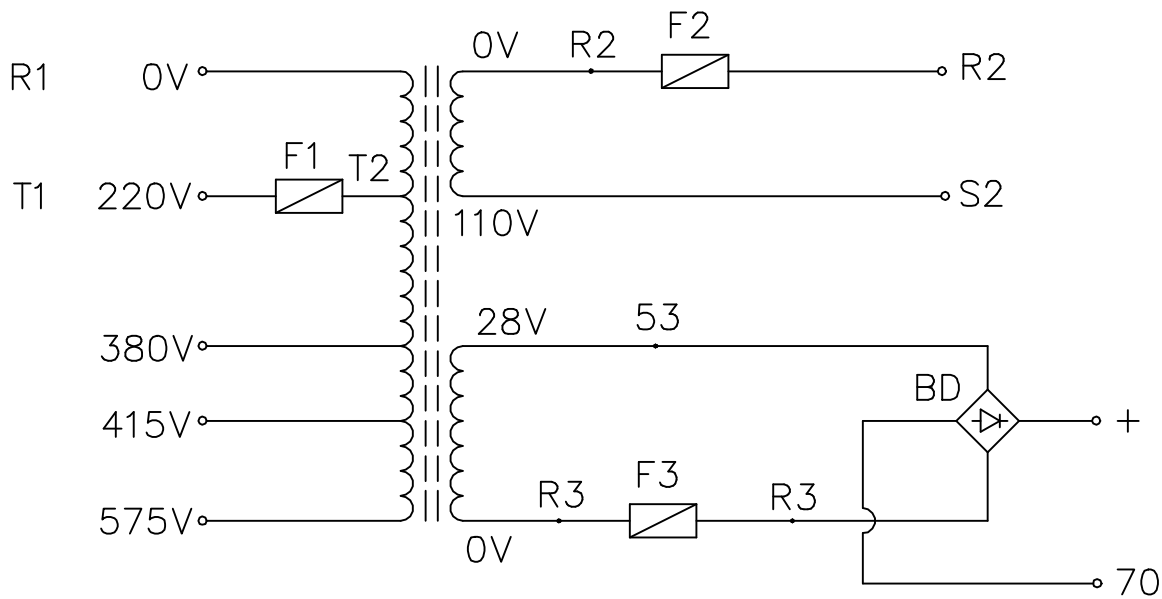 0V R2 F2
R1 0V R2
F1 T2
T1 220V S2
110V
28V 53
380V
BD
415V +
F3
R3 R3
575V
0V
70